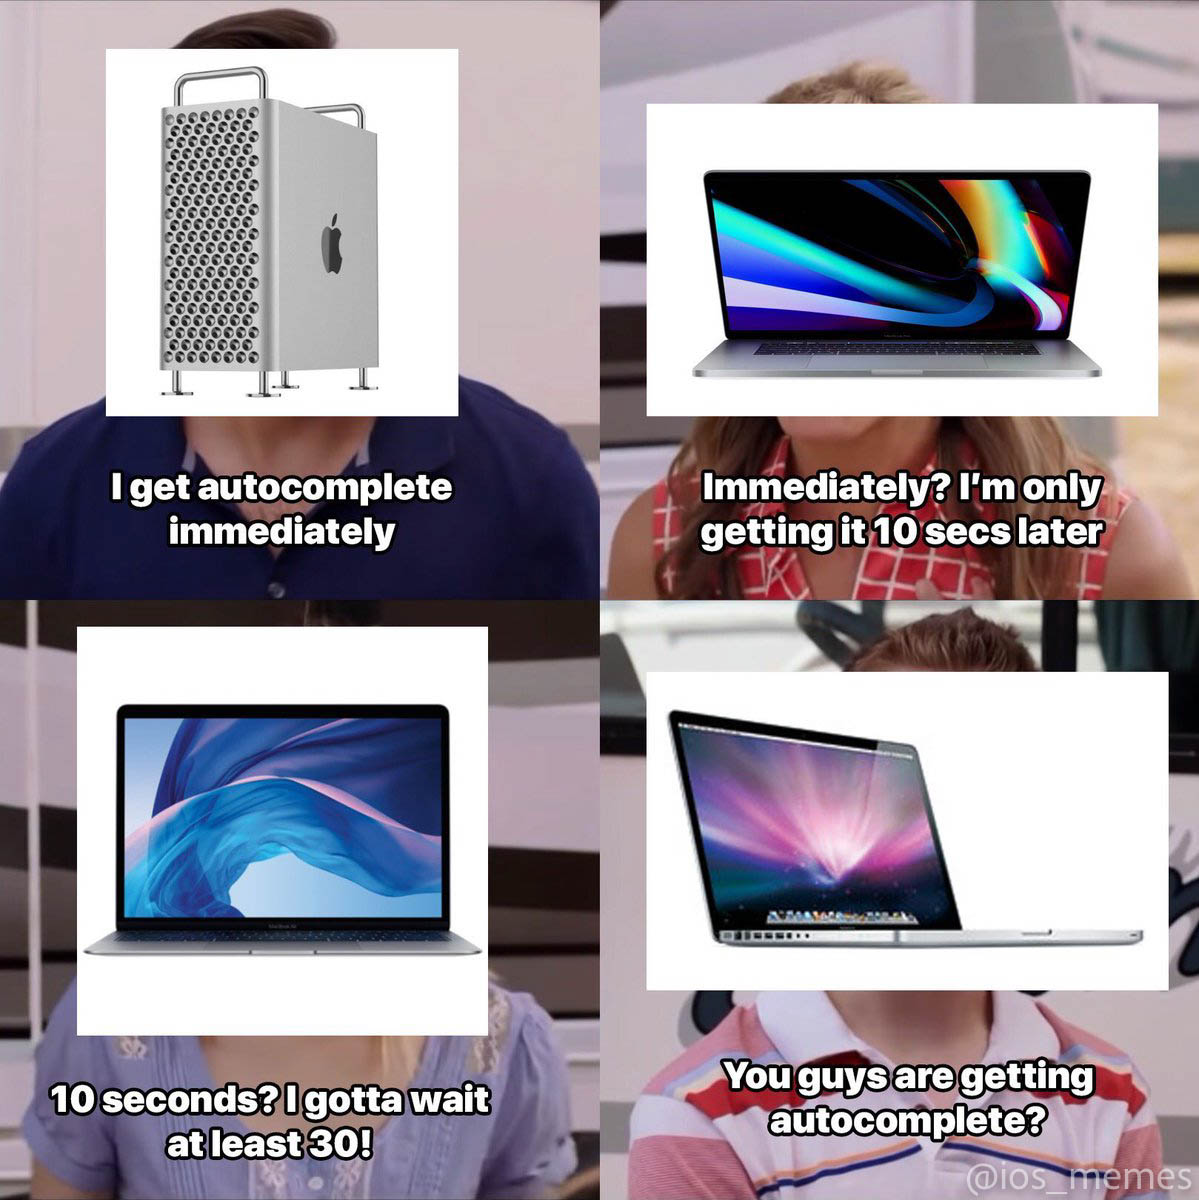 I get autocomplete
immediately
Immediately? I'm only
getting it 10 secs later
10 seconds? I gotta wait
at least 30!
You guys are getting
autocomplete?
@ios_memes